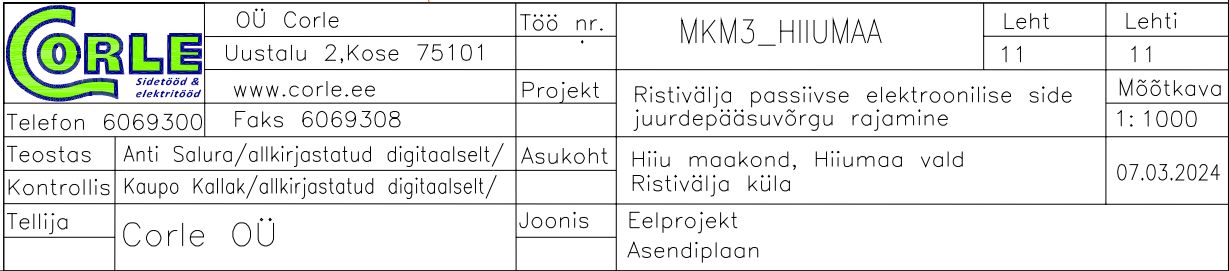 CORLE
Sidetööd &
elektritööd
OÜ Corle
Uustalu 2,Kose 75101
www.corle.ee
Telefon 6069300
Faks 6069308
Töö nr.
MKM3_HIIUMAA
Leht
11
Lehti
11
Projekt
Ristivälja passiivse elektroonilise side
juurdepääsuvõrgu rajamine
Mõõtkava
1:1000
Teostas
Anti Salura/allkirjastatud digitaalselt/
Kontrollis
Kaupo Kallak/allkirjastatud digitaalselt/
Asukoht
Hiiu maakond, Hiiumaa vald
Ristivälja küla
07.03.2024
Tellija
Corle OÜ
Joonis
Eelprojekt
Asendiplaan